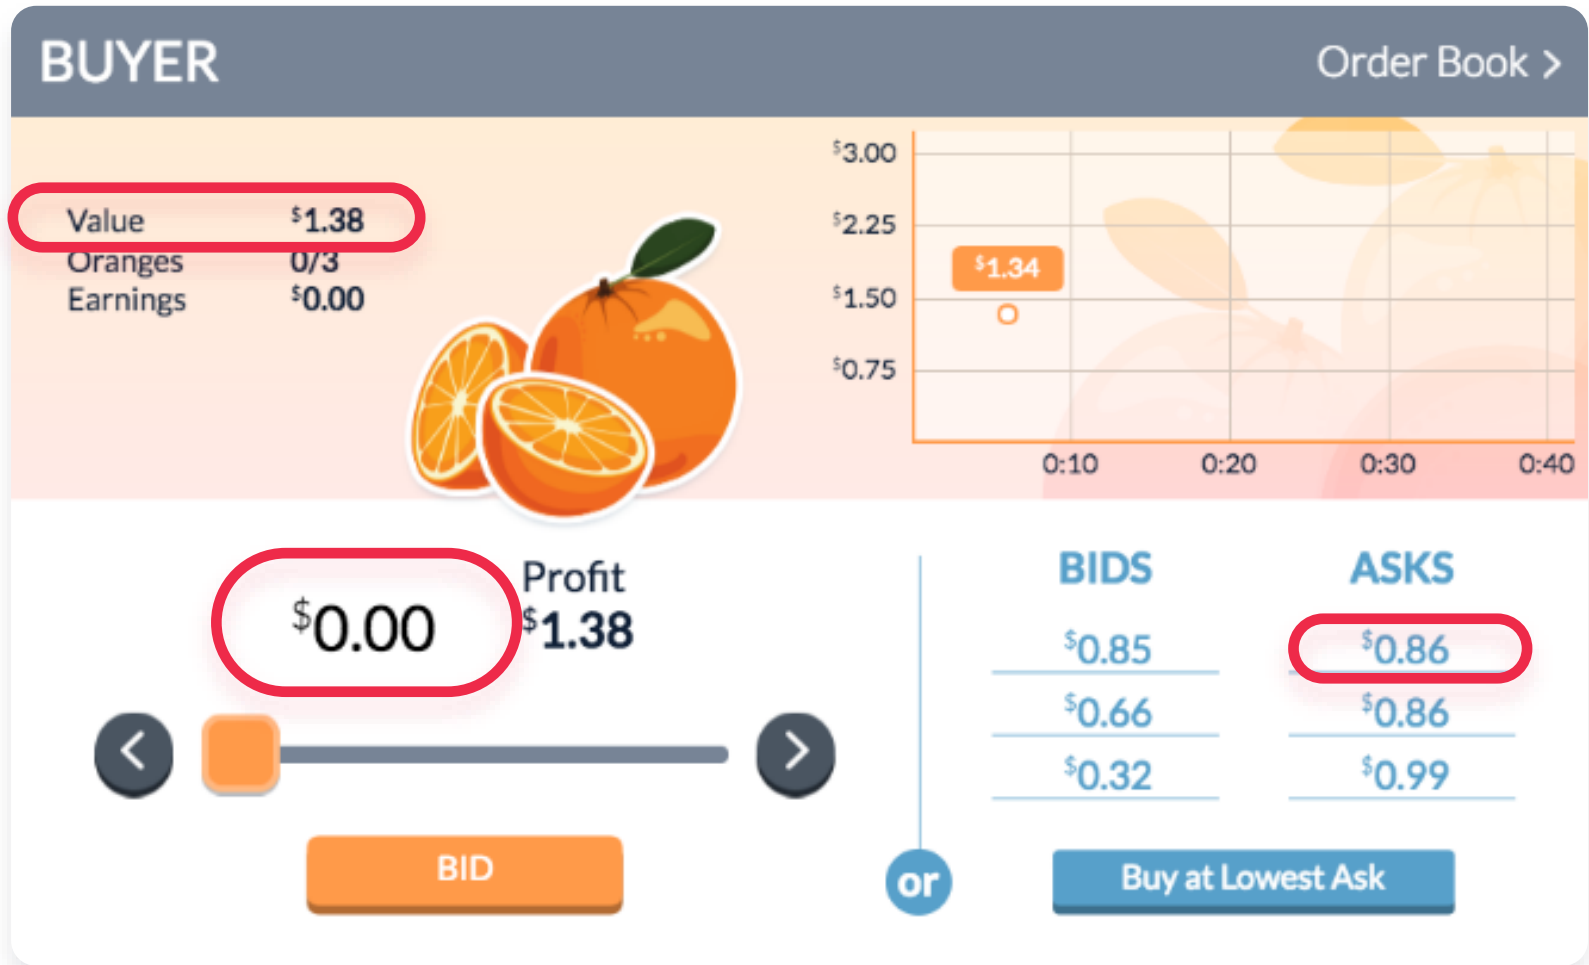 BUYER
Order Book >
Value $1.38
Oranges 0/3
Earnings $0.00
$3.00
$2.25
$1.50
$0.75
$1.34
0:10 0:20 0:30 0:40
$0.00
Profit
$1.38
BID
or
BIDS ASKS
$0.85 $0.86
$0.66 $0.86
$0.32 $0.99
Buy at Lowest Ask